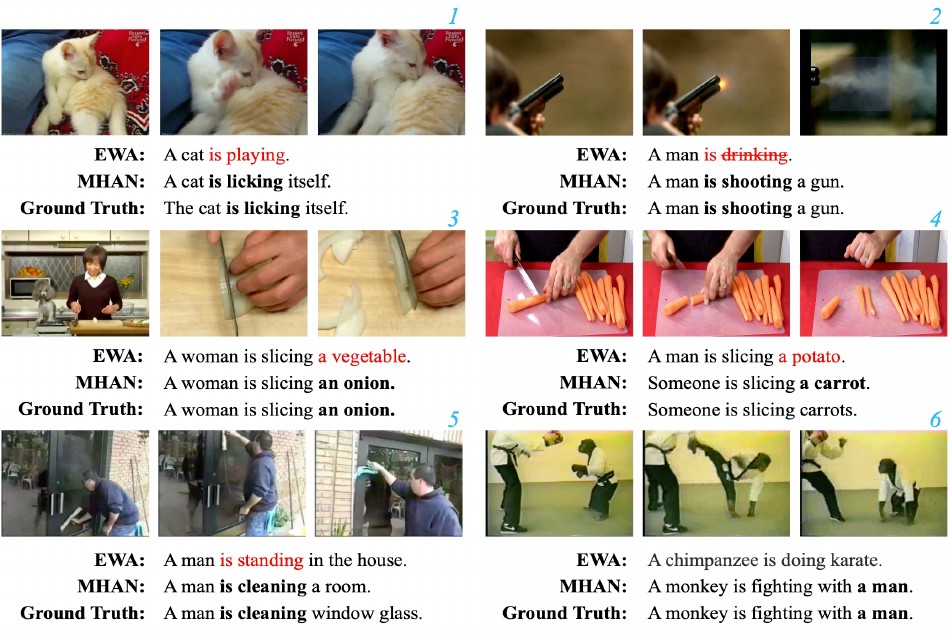 1
2
EWA: A cat is playing.
MHAN: A cat is licking itself.
Ground Truth: The cat is licking itself.
EWA: A man is drinking.
MHAN: A man is shooting a gun.
Ground Truth: A man is shooting a gun.
3
4
EWA: A woman is slicing a vegetable.
MHAN: A woman is slicing an onion.
Ground Truth: A woman is slicing an onion.
EWA: A man is slicing a potato.
MHAN: Someone is slicing a carrot.
Ground Truth: Someone is slicing carrots.
5
6
EWA: A man is standing in the house.
MHAN: A man is cleaning a room.
Ground Truth: A man is cleaning window glass.
EWA: A chimpanzee is doing karate.
MHAN: A monkey is fighting with a man.
Ground Truth: A monkey is fighting with a man.